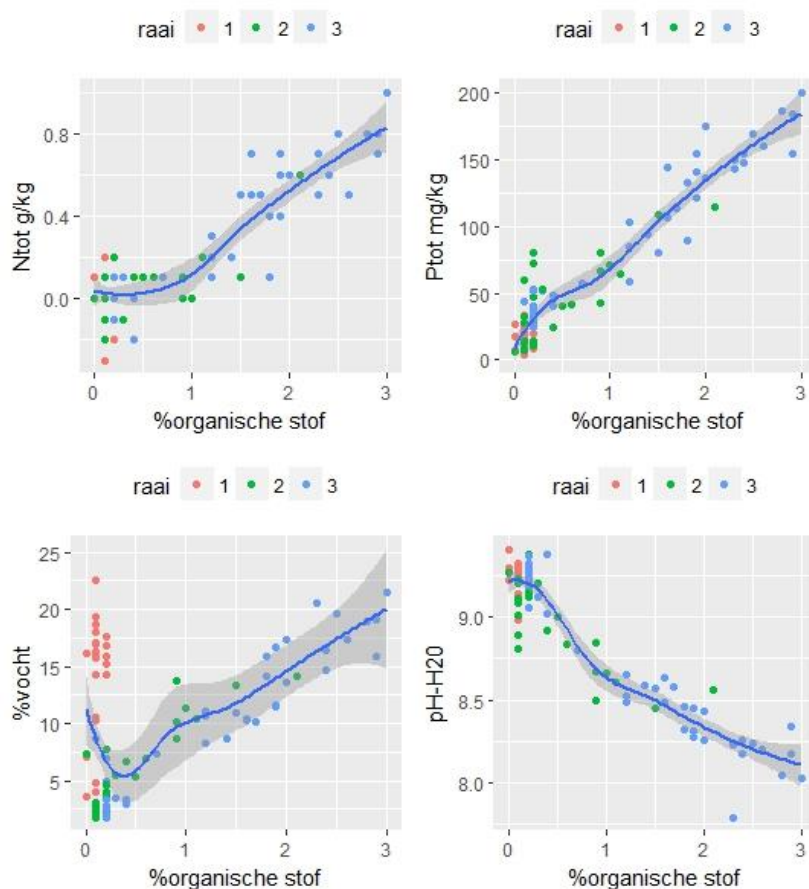 raai 1 2 3
Ntot g/kg
0.8
0.4
0.0
0 1 2 3
%organische stof
raai 1 2 3
Ptot mg/kg
200
150
100
50
0
0 1 2 3
%organische stof
raai 1 2 3
%vocht
25
20
15
10
5
0 1 2 3
%organische stof
raai 1 2 3
pH-H20
9.0
8.5
8.0
0 1 2 3
%organische stof